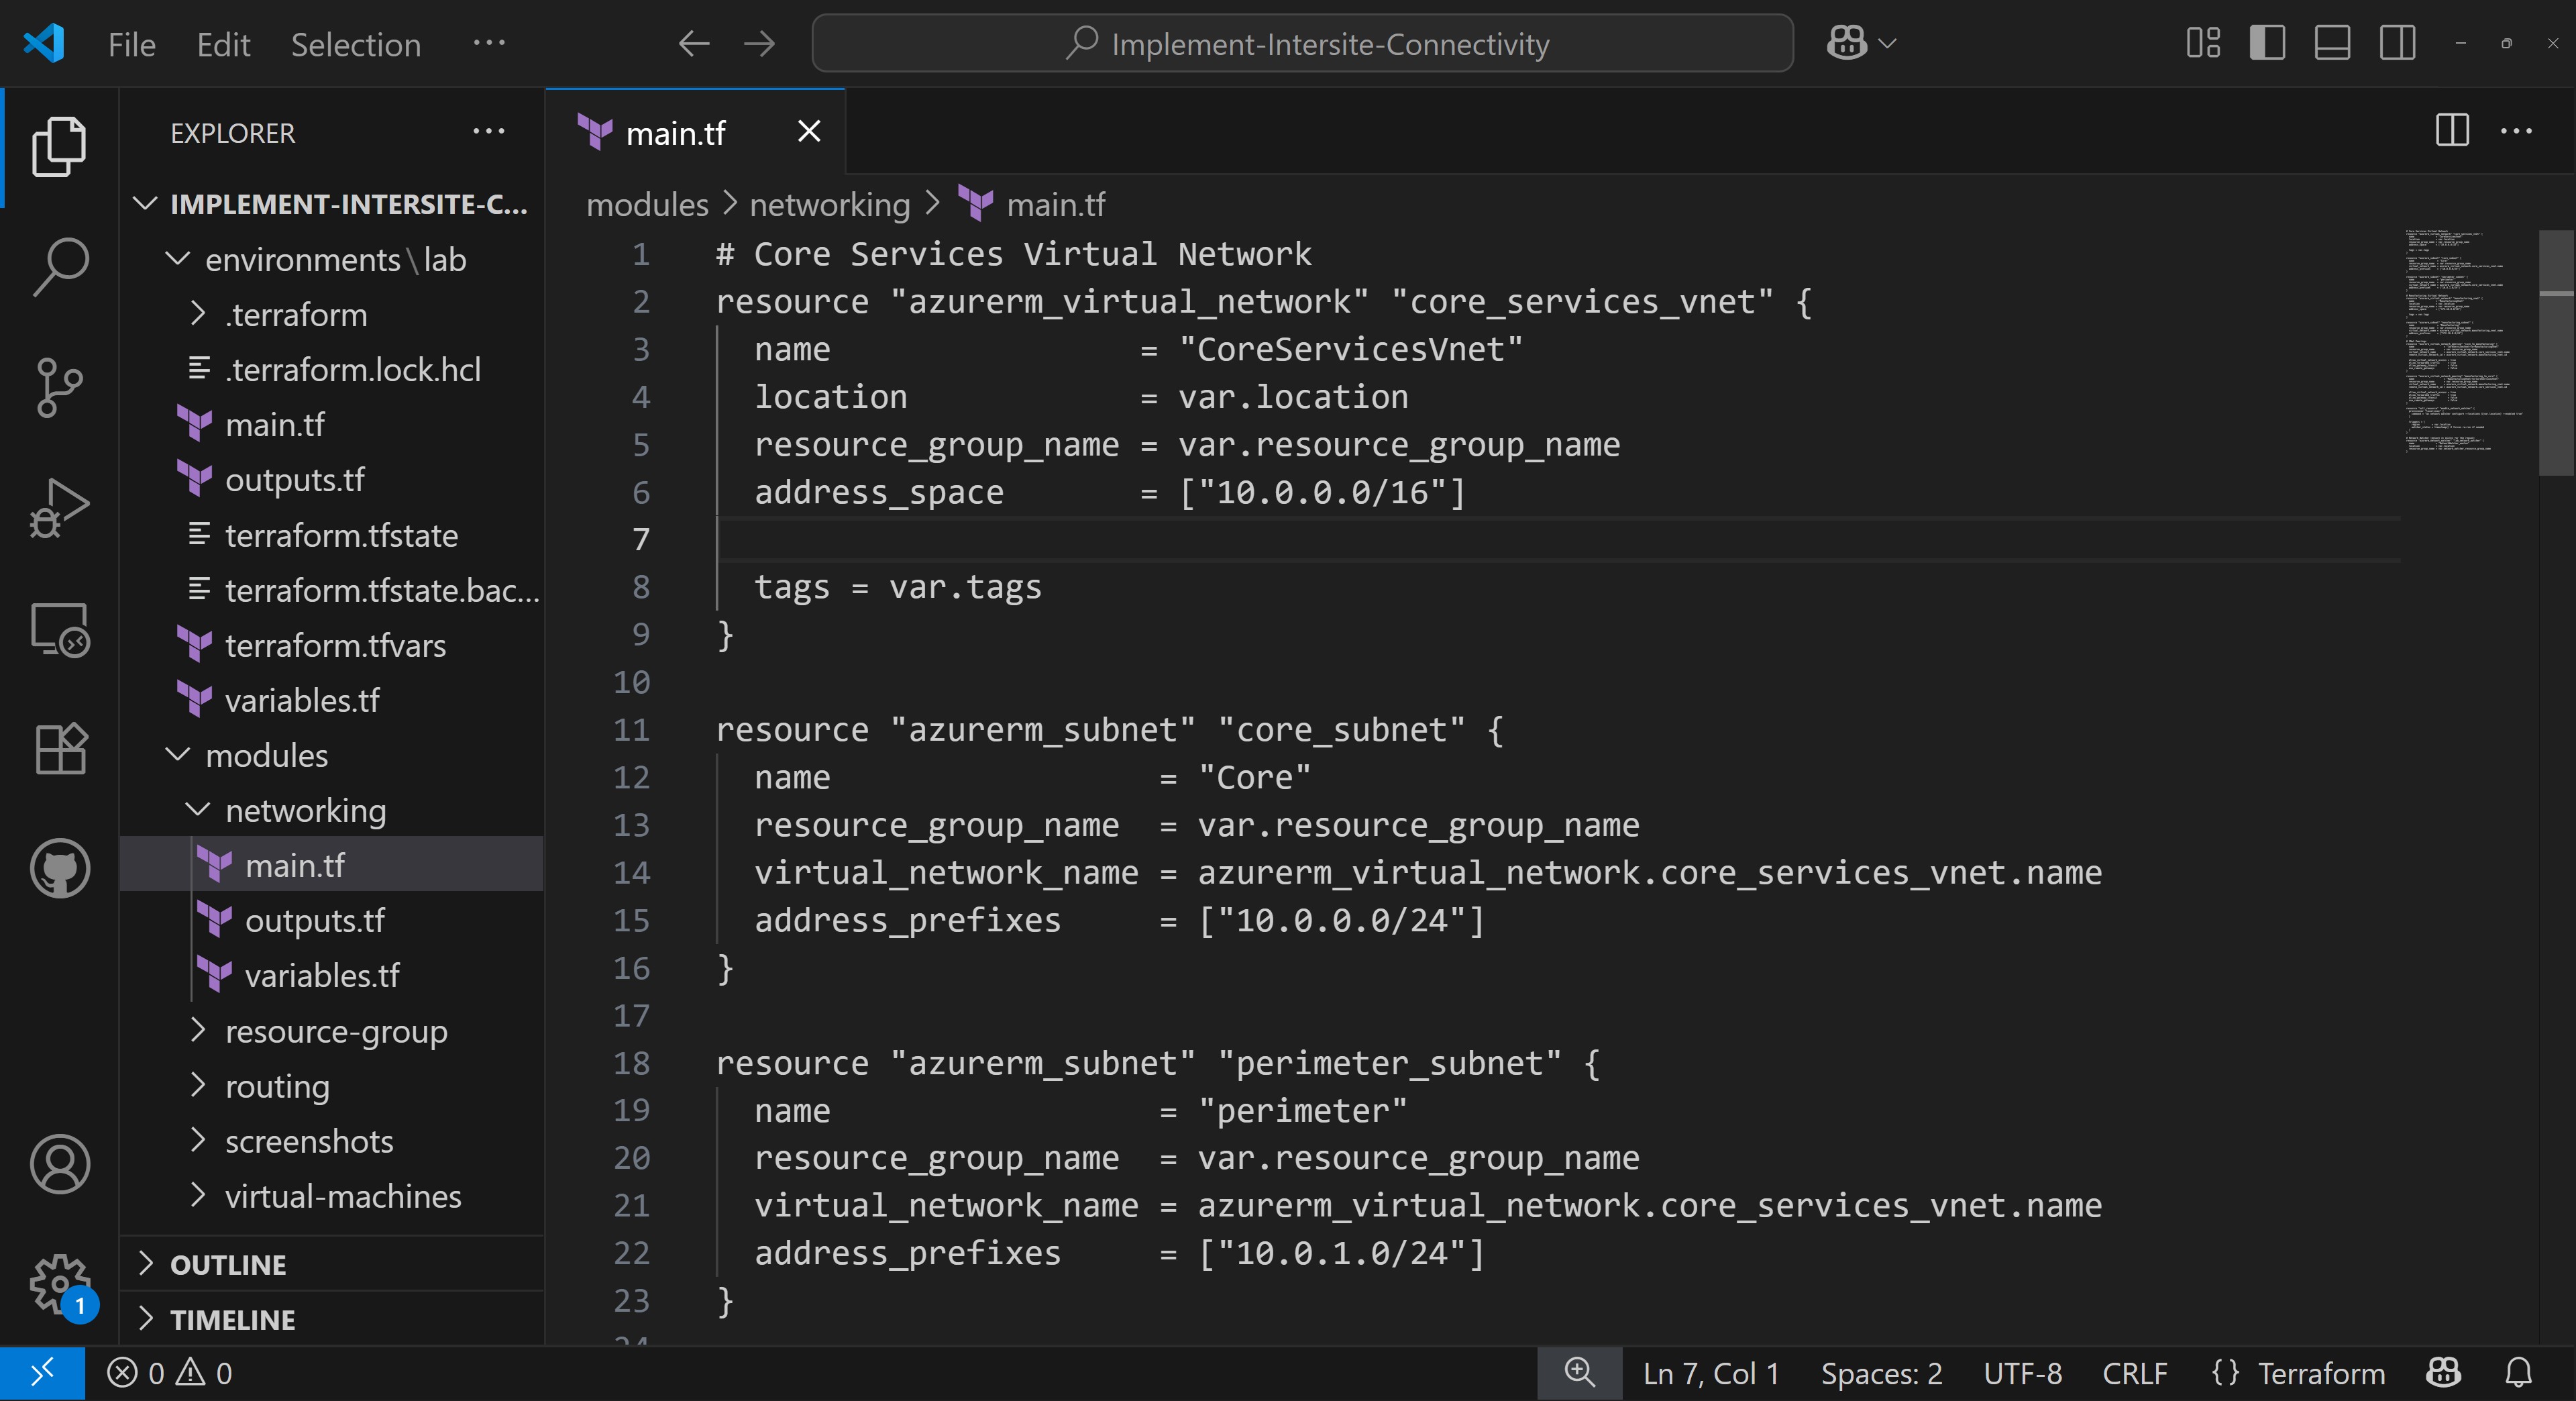 File Edit Selection ···
Implement-Intersite-Connectivity
EXPLORER ···
IMPLEMENT-INTERSITE-C...
environments\lab
.terraform
.terraform.lock.hcl
main.tf
outputs.tf
terraform.tfstate
terraform.tfstate.bac...
terraform.tfvars
variables.tf
modules
networking
main.tf
outputs.tf
variables.tf
resource-group
routing
screenshots
virtual-machines
OUTLINE
TIMELINE
1
main.tf
modules > networking > main.tf
1 # Core Services Virtual Network
2 resource "azurerm_virtual_network" "core_services_vnet" {
3   name                = "CoreServicesVnet"
4   location            = var.location
5   resource_group_name = var.resource_group_name
6   address_space       = ["10.0.0.0/16"]
7
8   tags = var.tags
9 }
10
11 resource "azurerm_subnet" "core_subnet" {
12   name                 = "Core"
13   resource_group_name  = var.resource_group_name
14   virtual_network_name = azurerm_virtual_network.core_services_vnet.name
15   address_prefixes     = ["10.0.0.0/24"]
16 }
17
18 resource "azurerm_subnet" "perimeter_subnet" {
19   name                 = "perimeter"
20   resource_group_name  = var.resource_group_name
21   virtual_network_name = azurerm_virtual_network.core_services_vnet.name
22   address_prefixes     = ["10.0.1.0/24"]
23 }
0 0
Ln 7, Col 1 Spaces: 2 UTF-8 CRLF {} Terraform